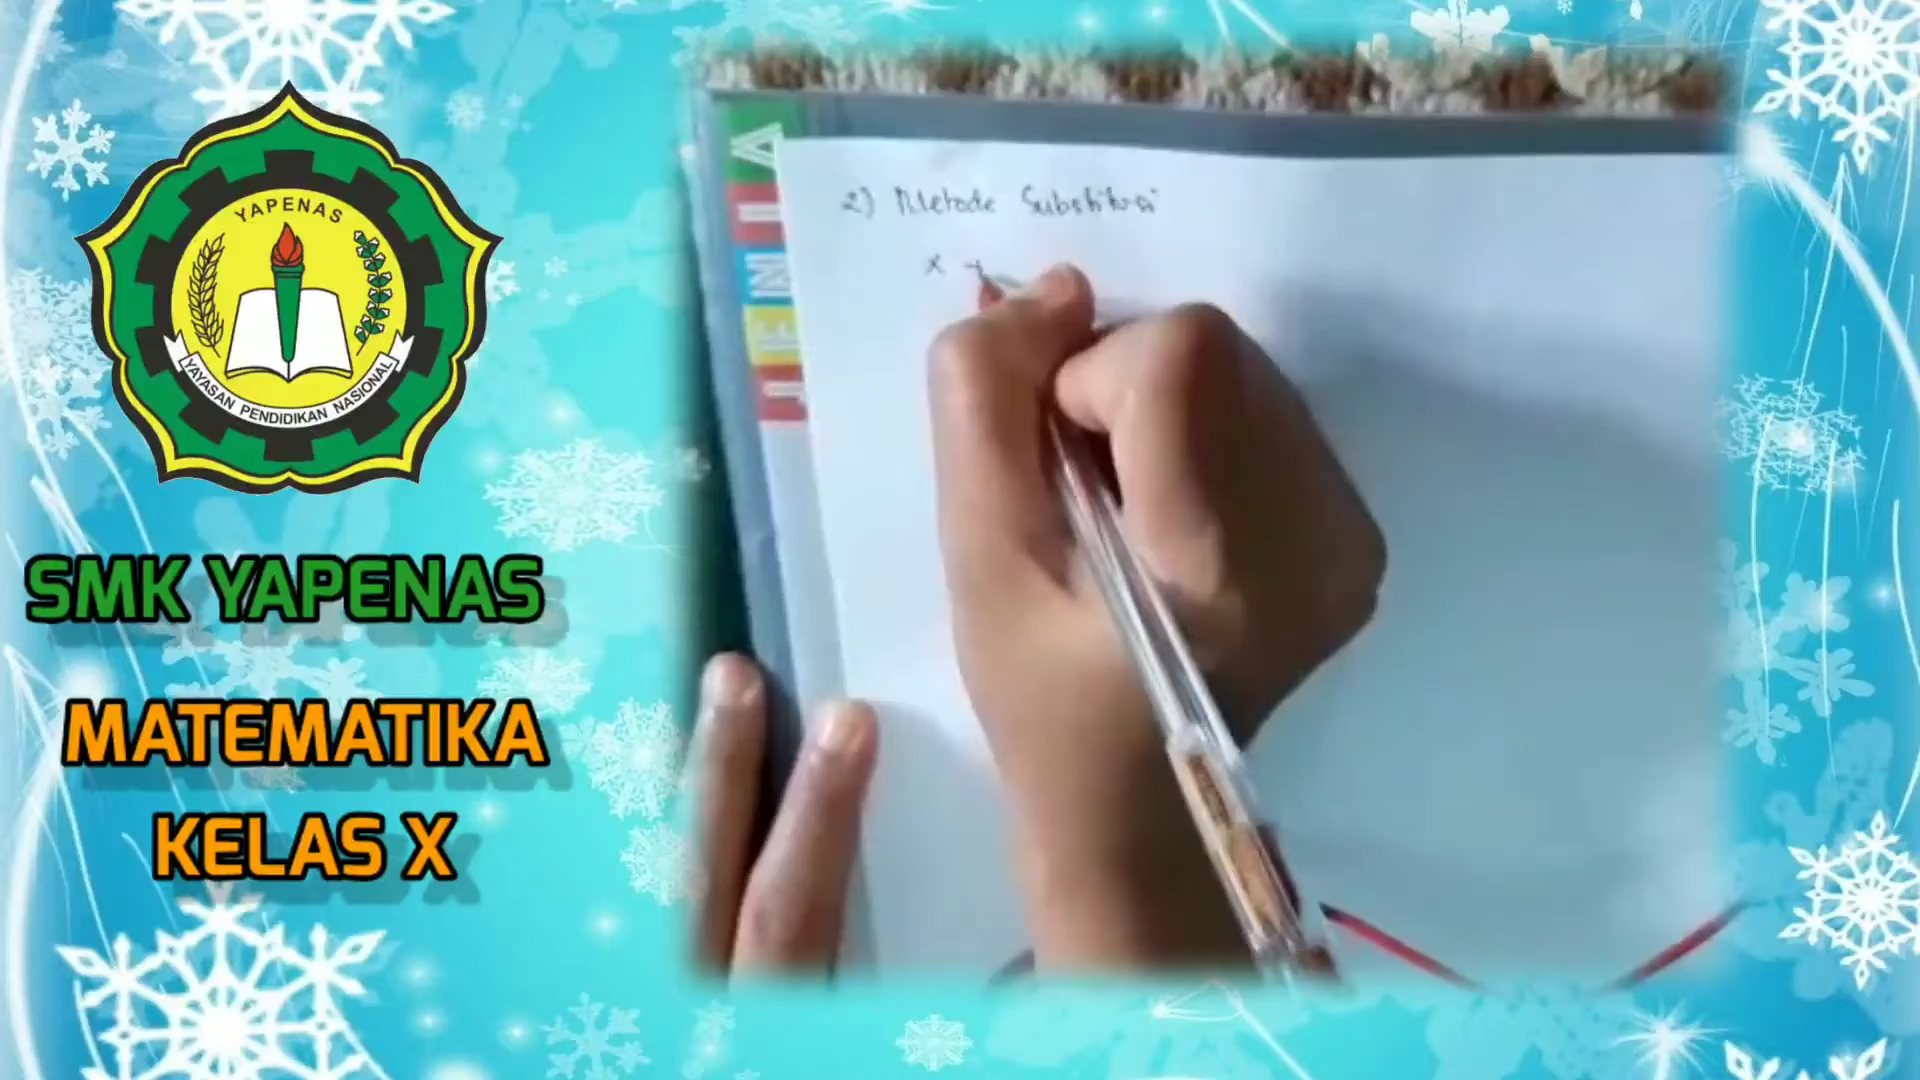 YAPENAS
YAYASAN PENDIDIKAN NASIONAL
SMK YAPENAS
MATEMATIKA
KELAS X
2) Metode Substitusi
x